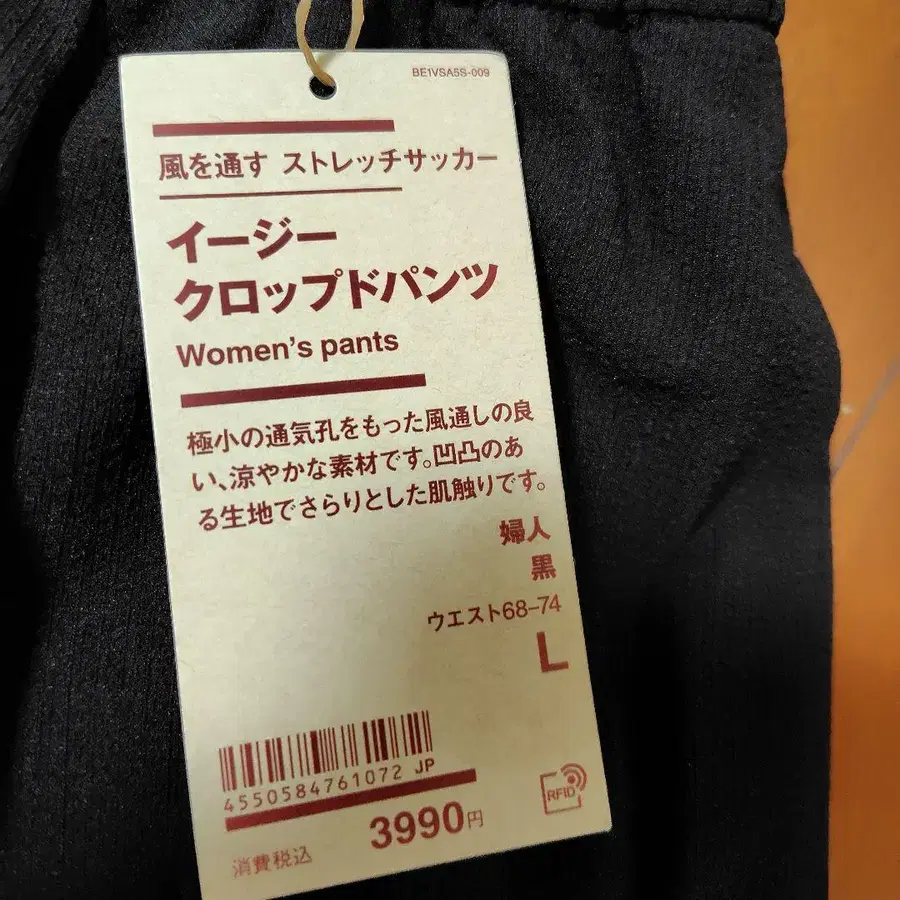 BE1VSA5S-009
風を通す ストレッチサッカー
イージー
クロップドパンツ
Women's pants
極小の通気孔をもった風通しの良
い、涼やかな素材です。凹凸のあ
る生地でさらりとした肌触りです。
婦人
黒
ウエスト68–74
L
4550584761072 JP
RFID
3990円
消費税込